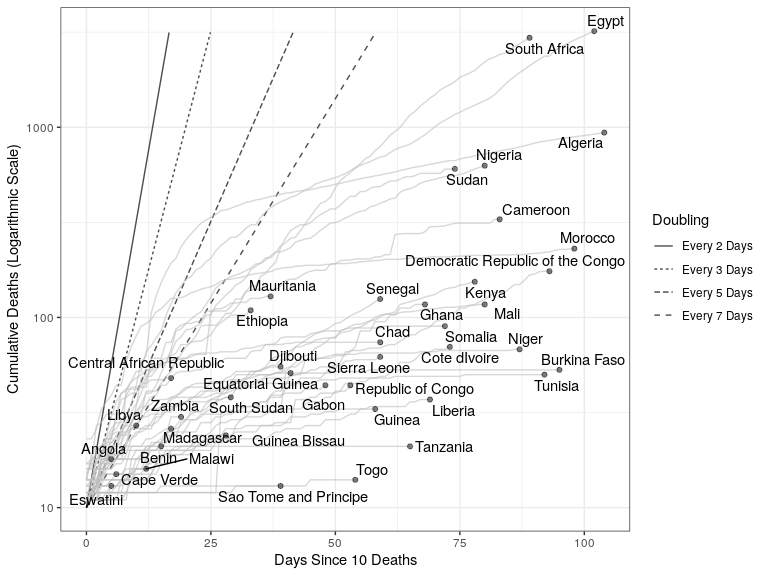 Egypt
South Africa
1000
Algeria
Nigeria
Sudan
Cameroon
Doubling
Morocco
Every 2 Days
Democratic Republic of the Congo
Every 3 Days
Mauritania
Senegal
Kenya
Every 5 Days
100
Ethiopia
Ghana
Mali
Every 7 Days
Chad
Somalia
Niger
Central African Republic
Djibouti
Cote dIvoire
Burkina Faso
Sierra Leone
Equatorial Guinea
Republic of Congo
Tunisia
Libya
Zambia
South Sudan
Gabon
Liberia
Guinea
Madagascar
Guinea Bissau
Tanzania
Angola
Benin
Malawi
Togo
Cape Verde
Eswatini
Sao Tome and Principe
10
0
25
50
75
100
Days Since 10 Deaths
Cumulative Deaths (Logarithmic Scale)